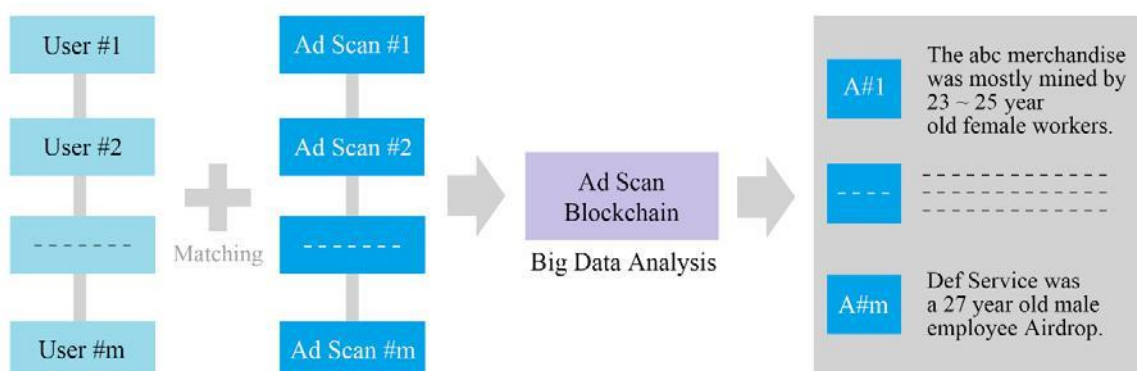 User #1
User #2
User #m
Matching
Ad Scan #1
Ad Scan #2
Ad Scan #m
Ad Scan
Blockchain
Big Data Analysis
A#1
The abc merchandise
was mostly mined by
23 ~ 25 year
old female workers.
A#m
Def Service was
a 27 year old male
employee Airdrop.